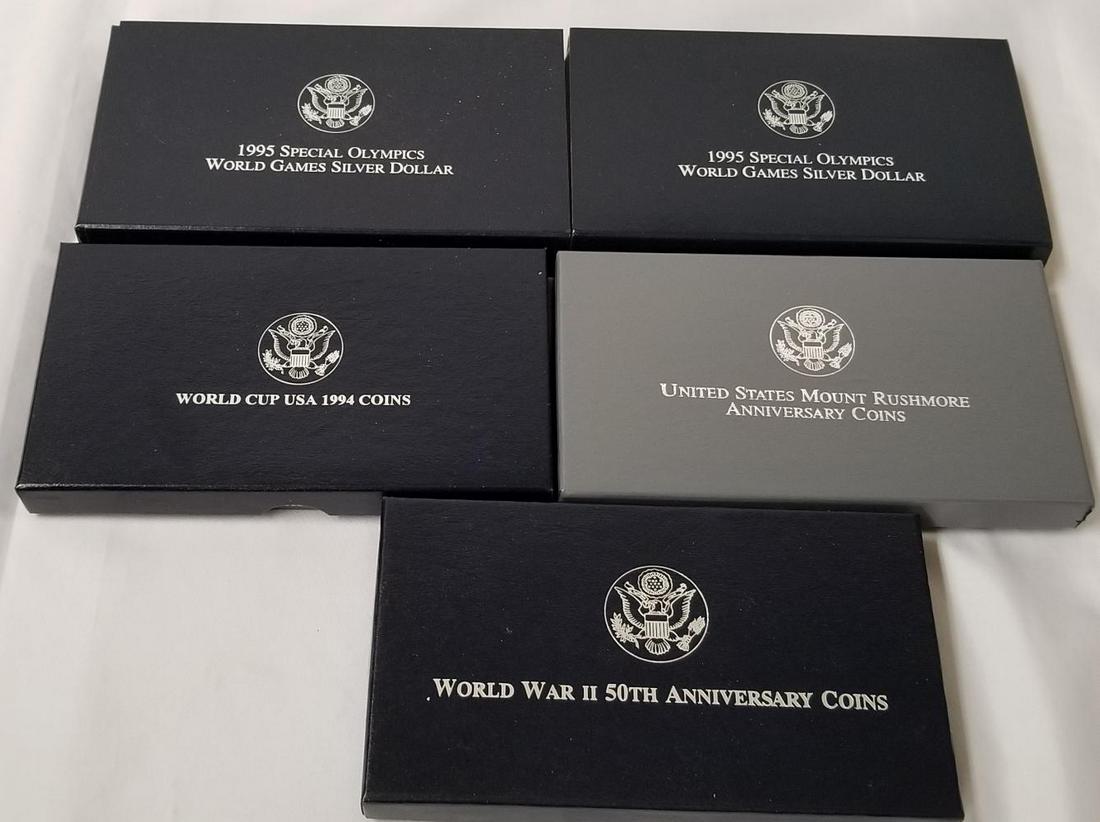 1995 SPECIAL OLYMPICS
WORLD GAMES SILVER DOLLAR
1995 SPECIAL OLYMPICS
WORLD GAMES SILVER DOLLAR
WORLD CUP USA 1994 COINS
UNITED STATES MOUNT RUSHMORE
ANNIVERSARY COINS
WORLD WAR II 50TH ANNIVERSARY COINS